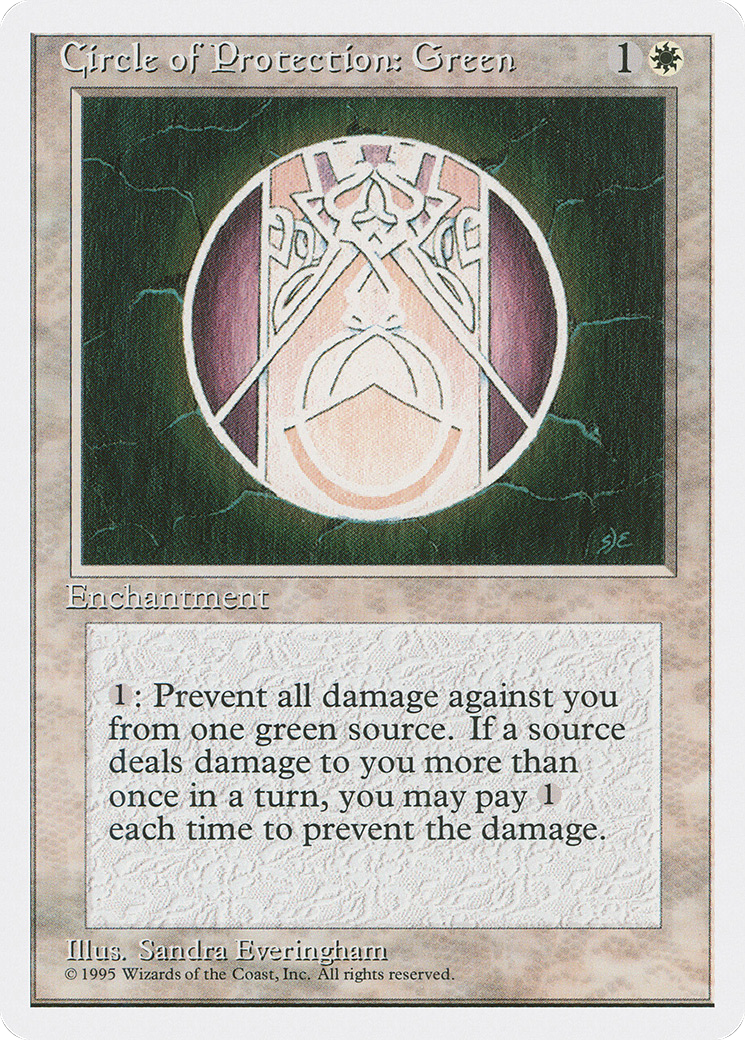 Circle of Protection: Green 1
SJE
Enchantment
1: Prevent all damage against you
from one green source. If a source
deals damage to you more than
once in a turn, you may pay 1
each time to prevent the damage.
Illus. Sandra Everingham
© 1995 Wizards of the Coast, Inc. All rights reserved.